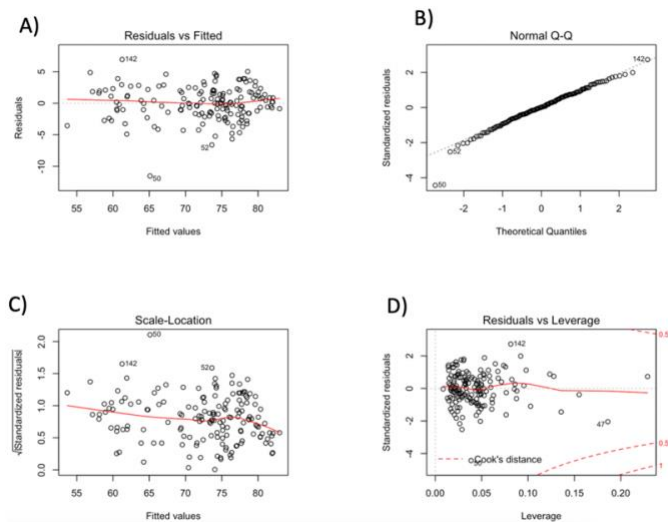 A)
Residuals vs Fitted
Residuals
5
0
-5
-10
142
52
50
55 60 65 70 75 80
Fitted values
B)
Normal Q-Q
Standardized residuals
2
0
-2
-4
142
52
50
-2 -1 0 1 2
Theoretical Quantiles
C)
Scale-Location
√|Standardized residuals|
2.0
1.5
1.0
0.5
0.0
50
142
52
55 60 65 70 75 80
Fitted values
D)
Residuals vs Leverage
Standardized residuals
2
0
-2
-4
142
47
0.5
0.5
1
Cook's distance
0.00 0.05 0.10 0.15 0.20
Leverage